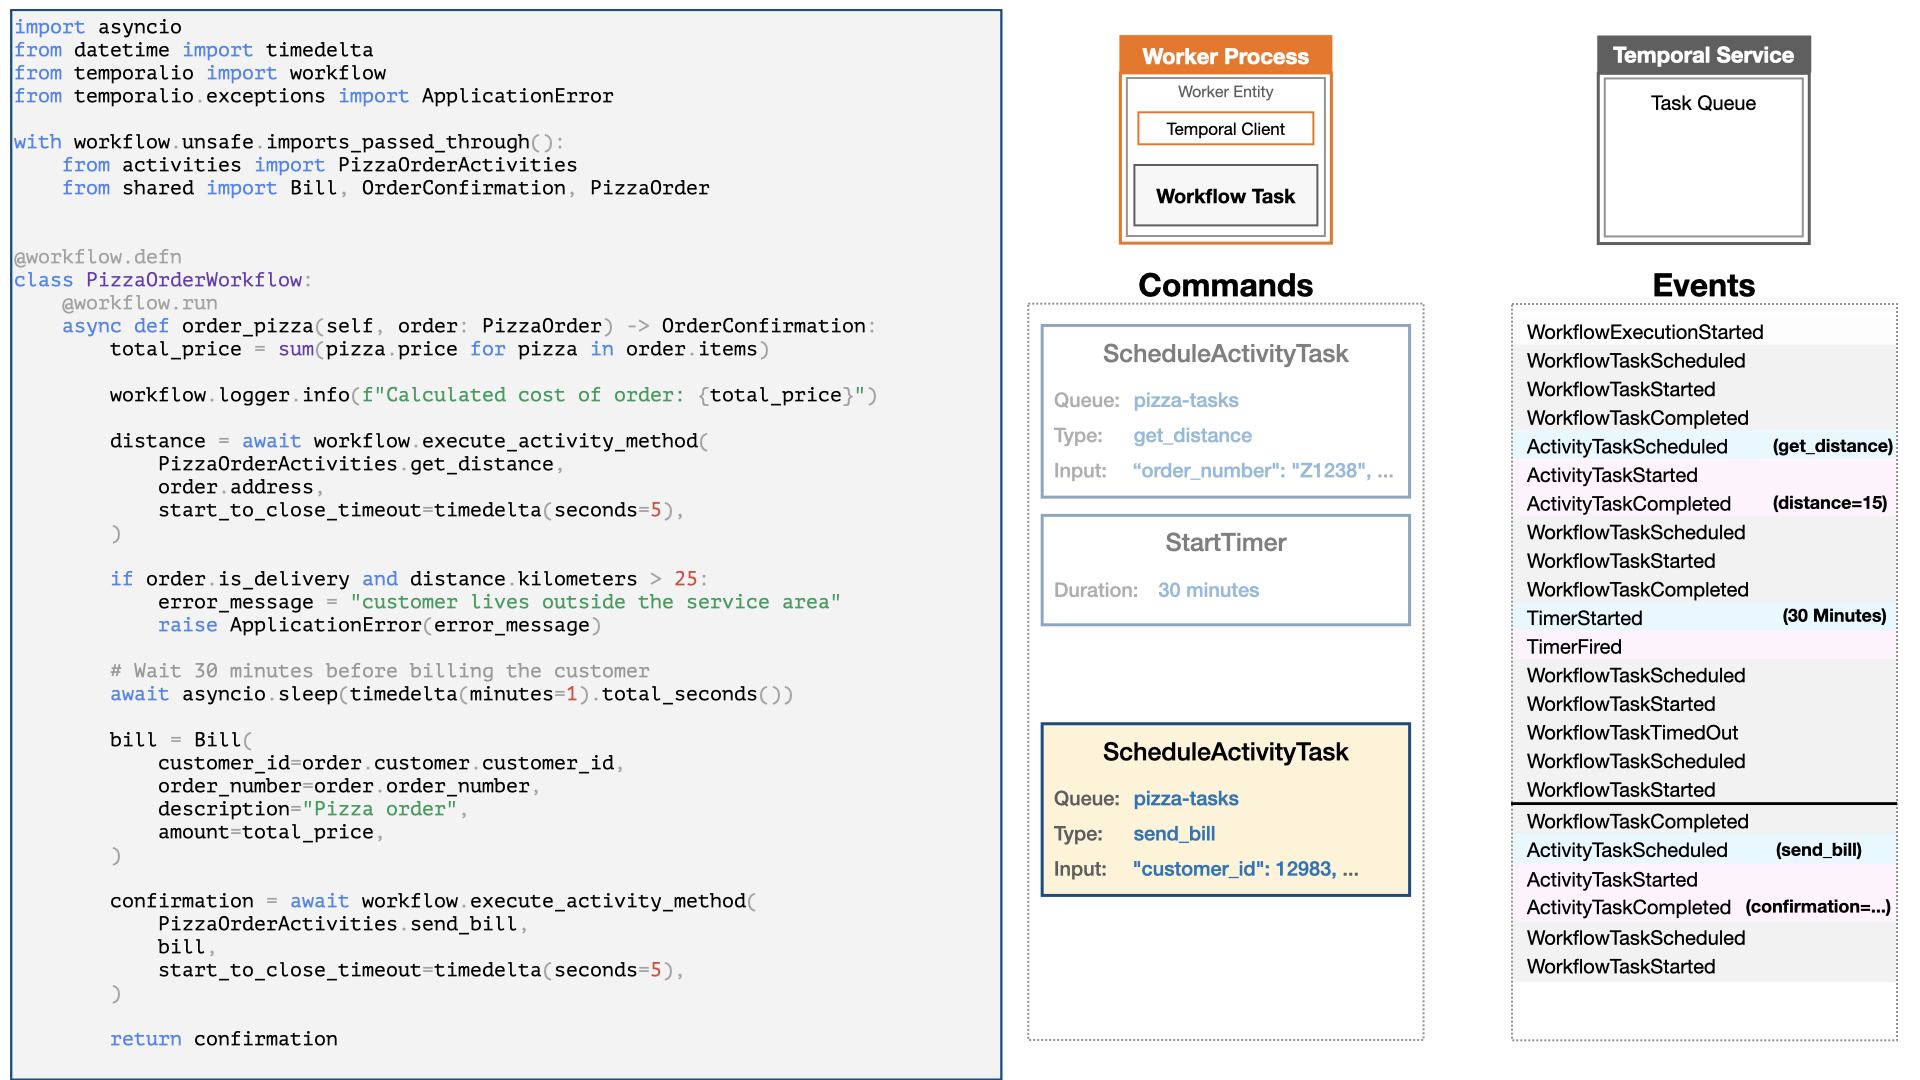 import asyncio
from datetime import timedelta
from temporalio import workflow
from temporalio.exceptions import ApplicationError

with workflow.unsafe.imports_passed_through():
    from activities import PizzaOrderActivities
    from shared import Bill, OrderConfirmation, PizzaOrder

@workflow.defn
class PizzaOrderWorkflow:
    @workflow.run
    async def order_pizza(self, order: PizzaOrder) -> OrderConfirmation:
        total_price = sum(pizza.price for pizza in order.items)

        workflow.logger.info(f"Calculated cost of order: {total_price}")

        distance = await workflow.execute_activity_method(
            PizzaOrderActivities.get_distance,
            order.address,
            start_to_close_timeout=timedelta(seconds=5),
        )

        if order.is_delivery and distance.kilometers > 25:
            error_message = "customer lives outside the service area"
            raise ApplicationError(error_message)

        # Wait 30 minutes before billing the customer
        await asyncio.sleep(timedelta(minutes=1).total_seconds())

        bill = Bill(
            customer_id=order.customer.customer_id,
            order_number=order.order_number,
            description="Pizza order",
            amount=total_price,
        )

        confirmation = await workflow.execute_activity_method(
            PizzaOrderActivities.send_bill,
            bill,
            start_to_close_timeout=timedelta(seconds=5),
        )

        return confirmation
Worker Process
Worker Entity
Temporal Client
Workflow Task
Commands
ScheduleActivityTask
Queue: pizza-tasks
Type: get_distance
Input: “order_number": "Z1238", ...
StartTimer
Duration: 30 minutes
ScheduleActivityTask
Queue: pizza-tasks
Type: send_bill
Input: "customer_id": 12983, ...
Temporal Service
Task Queue
Events
WorkflowExecutionStarted
WorkflowTaskScheduled
WorkflowTaskStarted
WorkflowTaskCompleted
ActivityTaskScheduled (get_distance)
ActivityTaskStarted
ActivityTaskCompleted (distance=15)
WorkflowTaskScheduled
WorkflowTaskStarted
WorkflowTaskCompleted
TimerStarted (30 Minutes)
TimerFired
WorkflowTaskScheduled
WorkflowTaskStarted
WorkflowTaskTimedOut
WorkflowTaskScheduled
WorkflowTaskStarted
WorkflowTaskCompleted
ActivityTaskScheduled (send_bill)
ActivityTaskStarted
ActivityTaskCompleted (confirmation=...)
WorkflowTaskScheduled
WorkflowTaskStarted